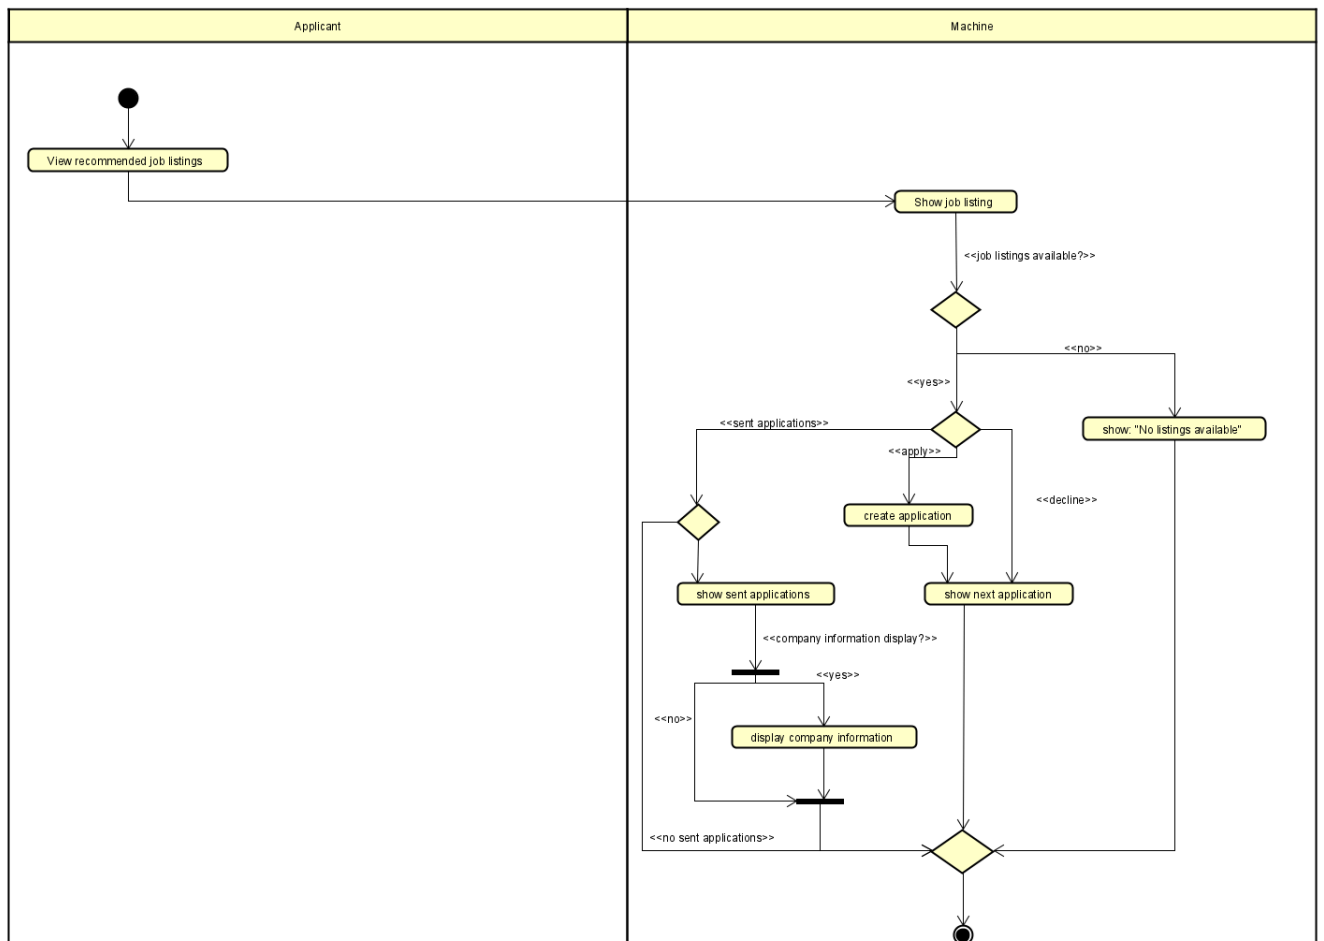 Applicant
Machine
View recommended job listings
Show job listing
<<job listings available?>>
<<no>>
<<yes>>
<<sent applications>>
show: "No listings available"
<<apply>>
<<decline>>
create application
show sent applications
show next application
<<company information display?>>
<<yes>>
<<no>>
display company information
<<no sent applications>>